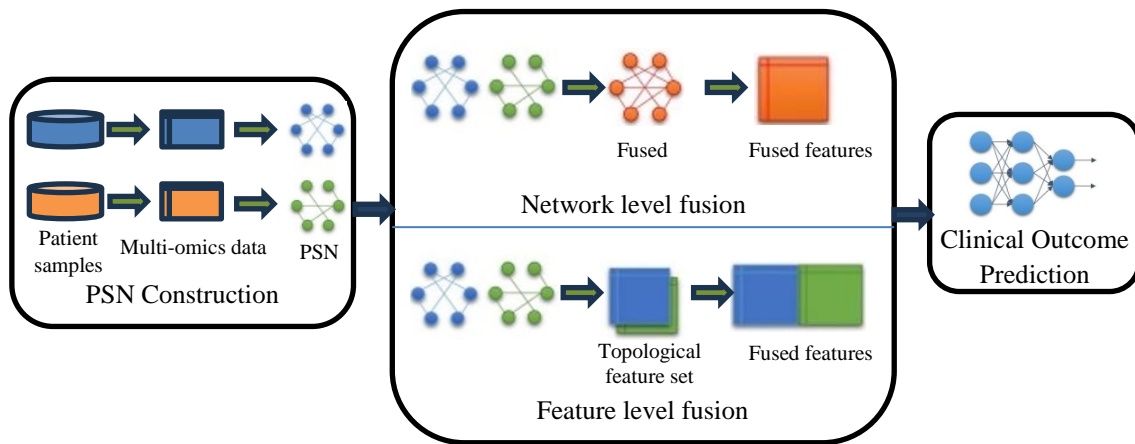 Patient
samples
Multi-omics data
PSN
PSN Construction
Fused
Fused features
Network level fusion
Topological
feature set
Fused features
Feature level fusion
Clinical Outcome
Prediction